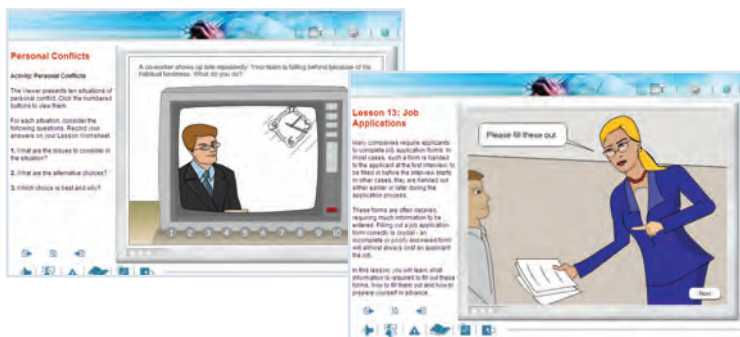 Personal Conflicts
Activity: Personal Conflicts
The Viewer presents ten situations of
personal conflict. Click the numbered
buttons to view them.
For each situation, consider the
following questions. Record your
answers on your Lesson Worksheet.
1. What are the issues to consider in
the situation?
2. What are the alternative choices?
3. Which choice is best and why?
A co-worker shows up late repeatedly. Your team is falling behind because of his
habitual tardiness. What do you do?
1 2 3 4 5 6 7 8 9 10
Lesson 13: Job
Applications
Many companies require applicants
to complete job application forms. In
most cases, such a form is handed
to the applicant at the first interview, to
be filled in before the interview starts.
In other cases, they are handed out
either earlier or later during the
application process.
These forms are often detailed,
requiring much information to be
entered. Filling out a job application
form correctly is crucial - an
incomplete or poorly answered form
will almost always cost an applicant
the job.
In this lesson, you will learn what
information is required to fill out these
forms, how to fill them out and how to
prepare yourself in advance.
Please fill these out.
Next